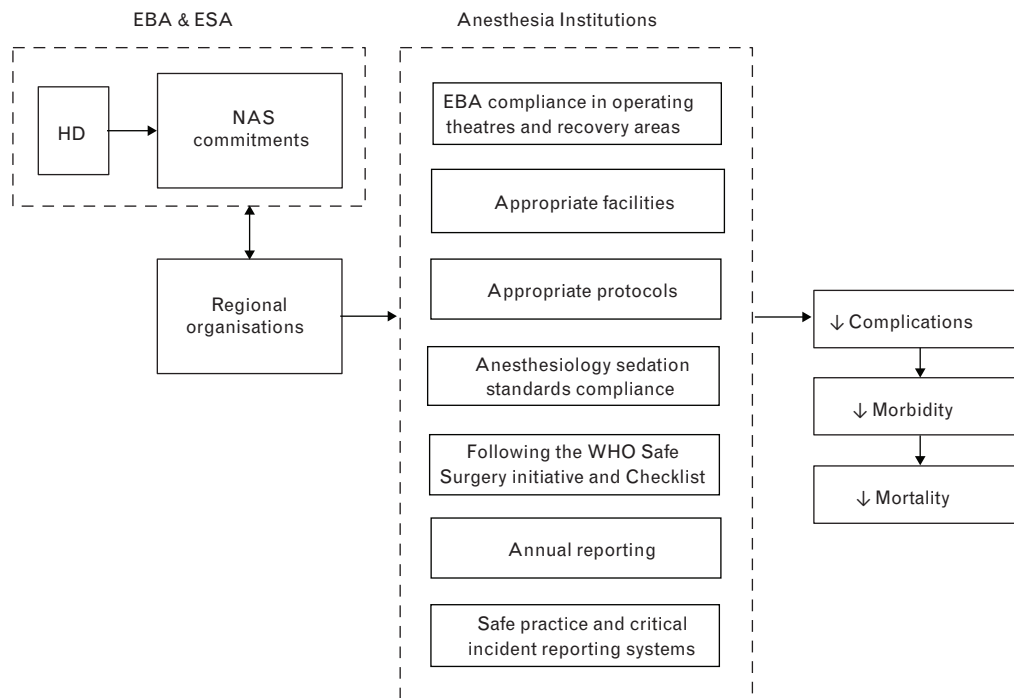 EBA & ESA
HD
NAS
commitments
Regional
organisations
Anesthesia Institutions
EBA compliance in operating
theatres and recovery areas
Appropriate facilities
Appropriate protocols
Anesthesiology sedation
standards compliance
Following the WHO Safe
Surgery initiative and Checklist
Annual reporting
Safe practice and critical
incident reporting systems
↓ Complications
↓ Morbidity
↓ Mortality